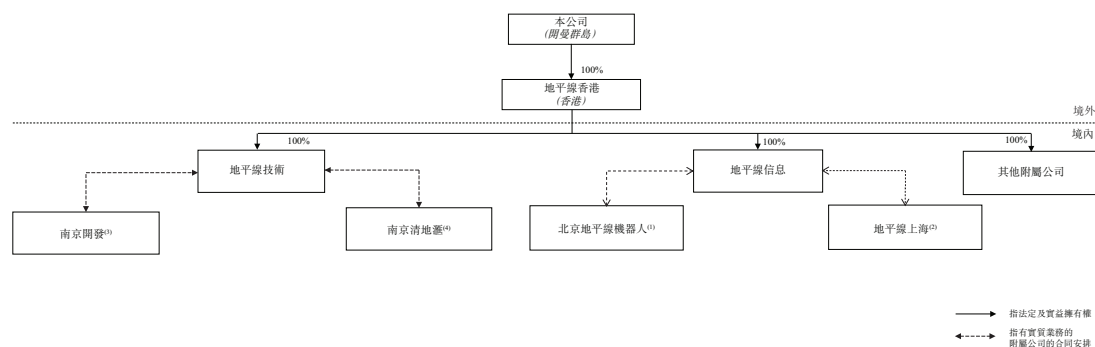 本公司
(開曼群島)
100%
地平線香港
(香港)
境外
境內
100%
100%
100%
地平線技術
地平線信息
其他附屬公司
南京開發(3)
南京清地滙(4)
北京地平線機器人(1)
地平線上海(2)
指法定及實益擁有權
指有實質業務的
附屬公司的合同安排